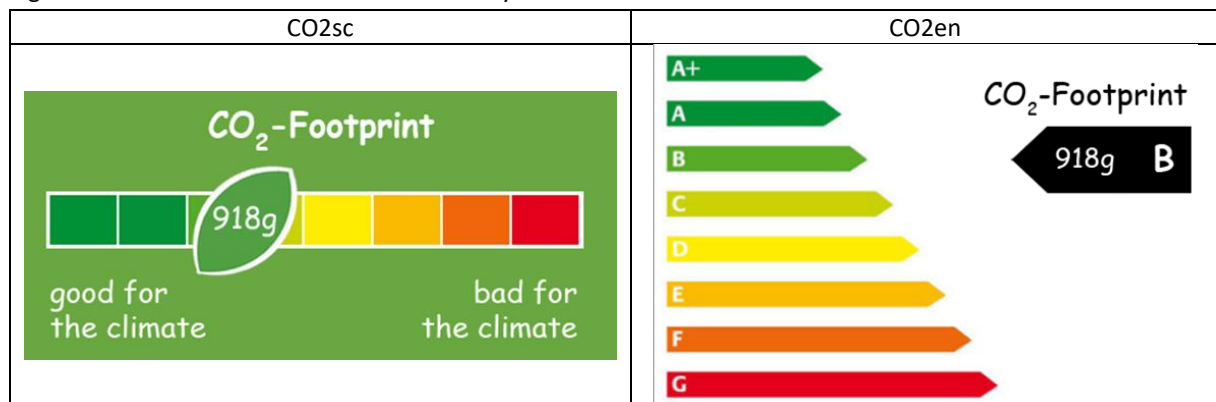 CO2sc
CO2en
CO2-Footprint
918g
good for
the climate
bad for
the climate
A+
A
B
C
D
E
F
G
CO2-Footprint
918g B